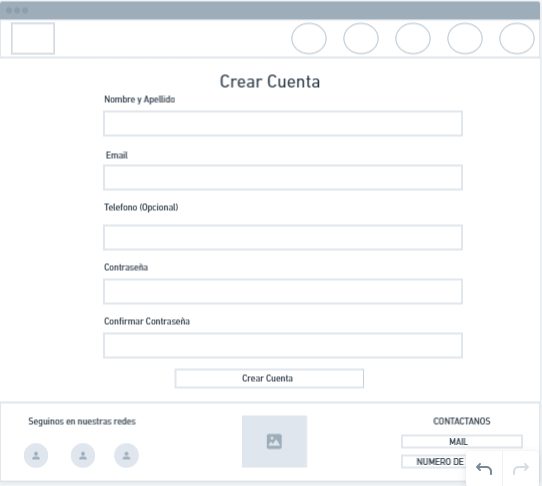 Crear Cuenta
Nombre y Apellido
Email
Telefono (Opcional)
Contraseña
Confirmar Contraseña
Crear Cuenta
Seguinos en nuestras redes
CONTACTANOS
MAIL
NUMERO DE